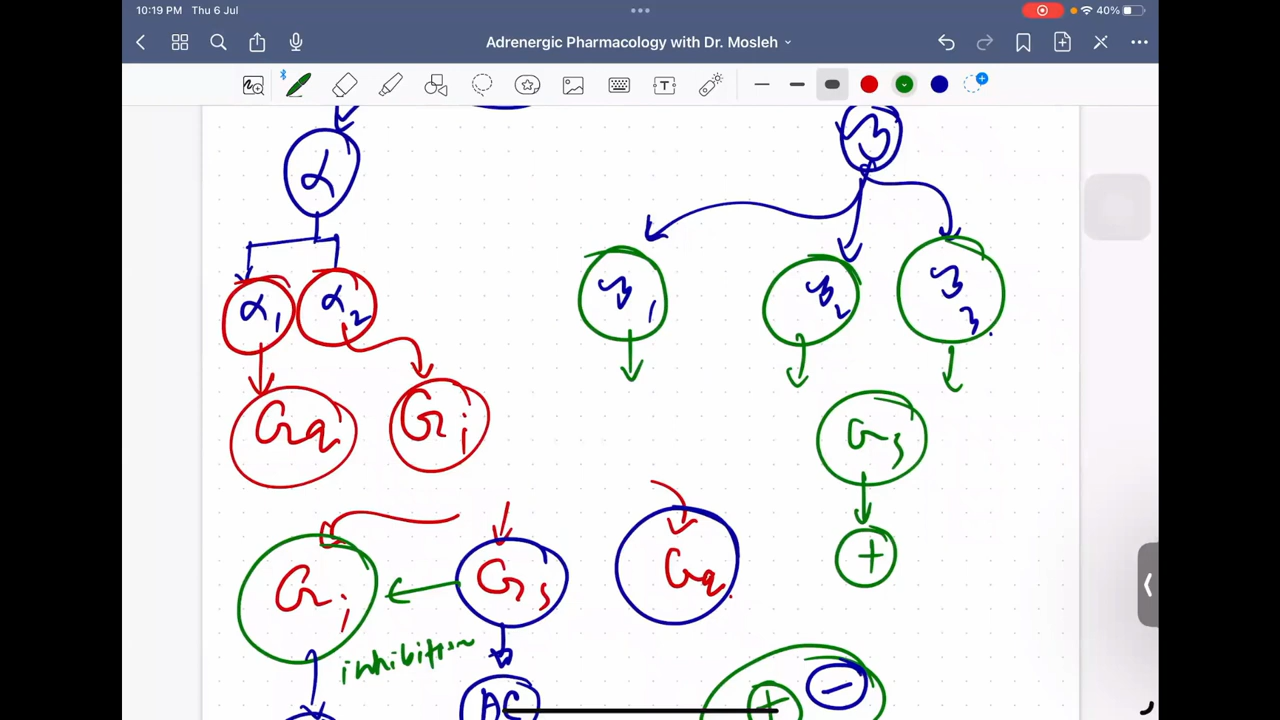 10:19 PM Thu 6 Jul
40%
Adrenergic Pharmacology with Dr. Mosleh
T
α
β
α1
α2
β1
β2
β3
Gq
Gi
Gs
+
Gi
Gs
Gq
inhibition
AC
+
−